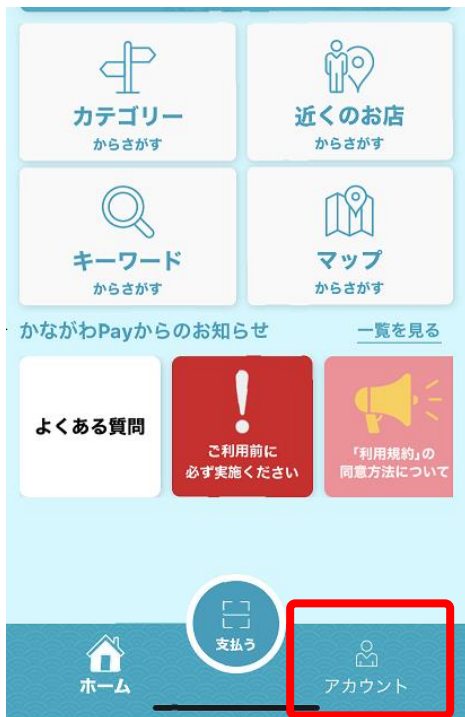 カテゴリー
からさがす
近くのお店
からさがす
キーワード
からさがす
マップ
からさがす
かながわPayからのお知らせ
一覧を見る
よくある質問
ご利用前に
必ず実施ください
「利用規約」の
同意方法について
支払う
ホーム
アカウント